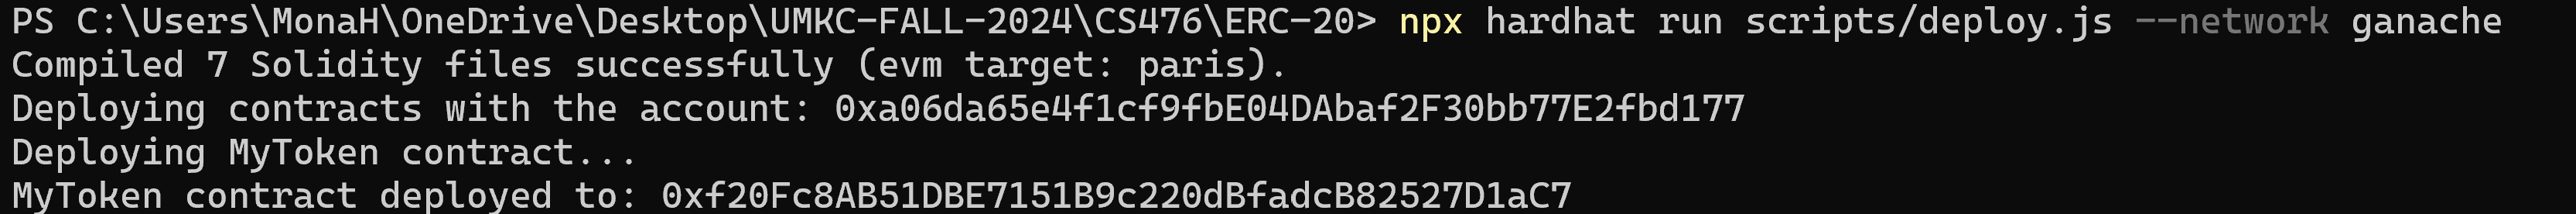 PS C:\Users\MonaH\OneDrive\Desktop\UMKC-FALL-2024\CS476\ERC-20> npx hardhat run scripts/deploy.js --network ganache
Compiled 7 Solidity files successfully (evm target: paris).
Deploying contracts with the account: 0xa06da65e4f1cf9fbE04DAbaf2F30bb77E2fbd177
Deploying MyToken contract...
MyToken contract deployed to: 0xf20Fc8AB51DBE7151B9c220dBfadcB82527D1aC7